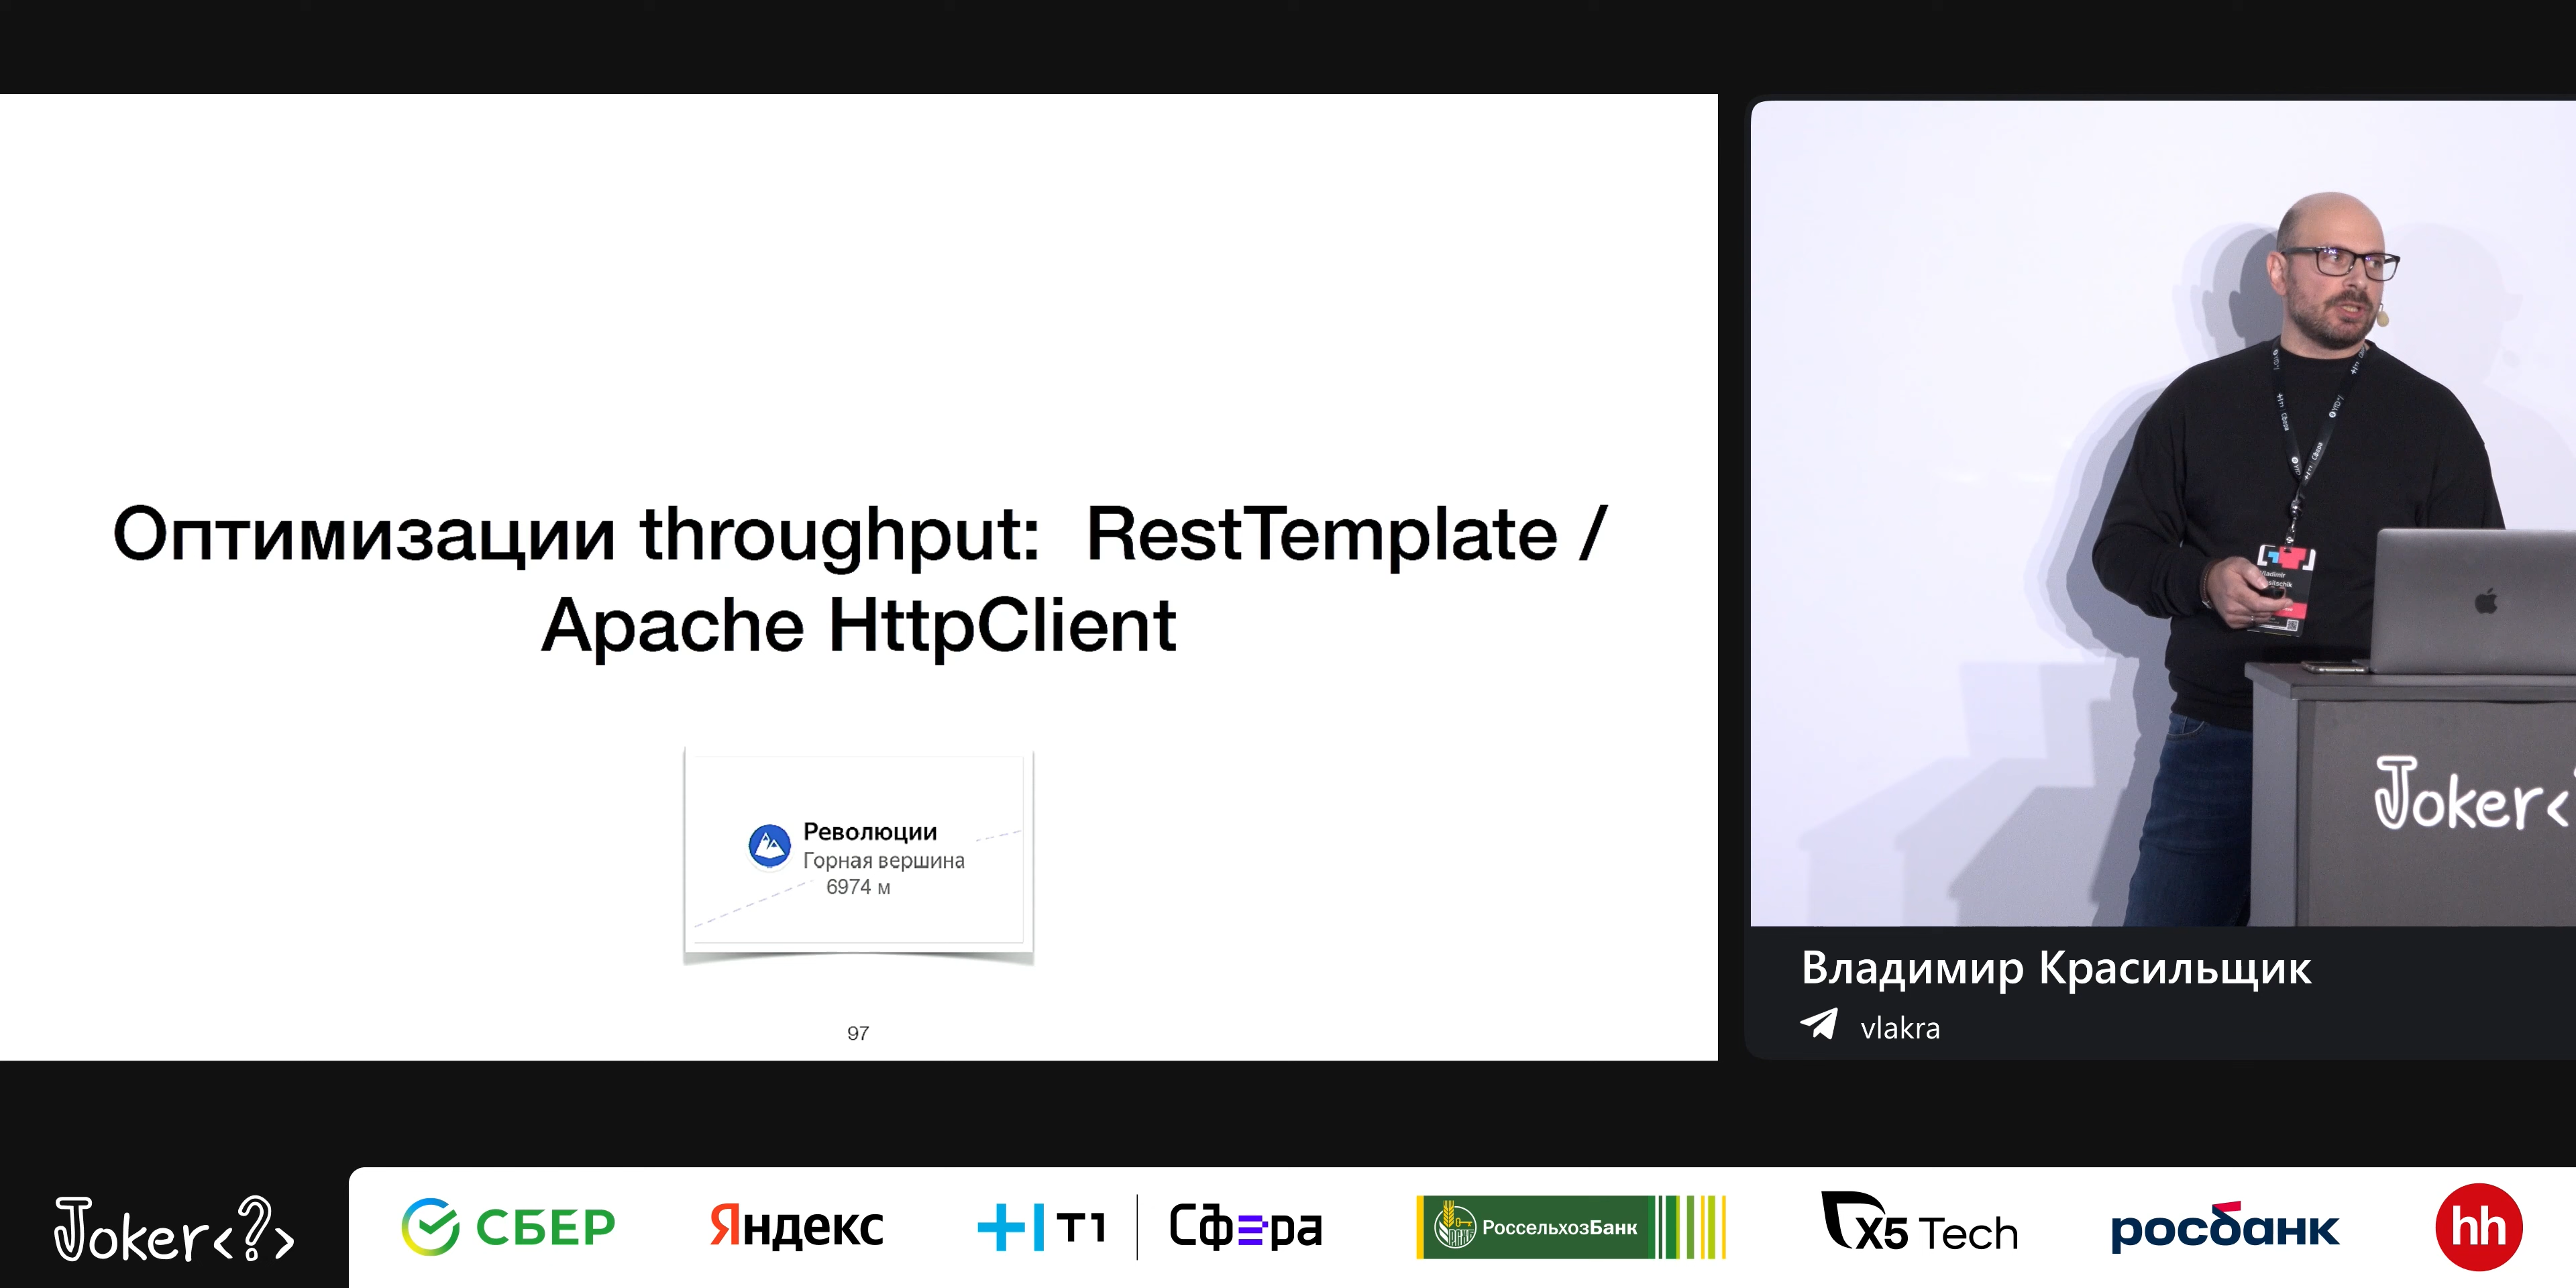 Оптимизации throughput: RestTemplate /
Apache HttpClient
Революции
Горная вершина
6974 м
97
Joker<
Владимир Красильщик
vlakra
Joker<?>
СБЕР
Яндекс
Т1
Сфера
РоссельхозБанк
X5 Tech
росбанк
hh